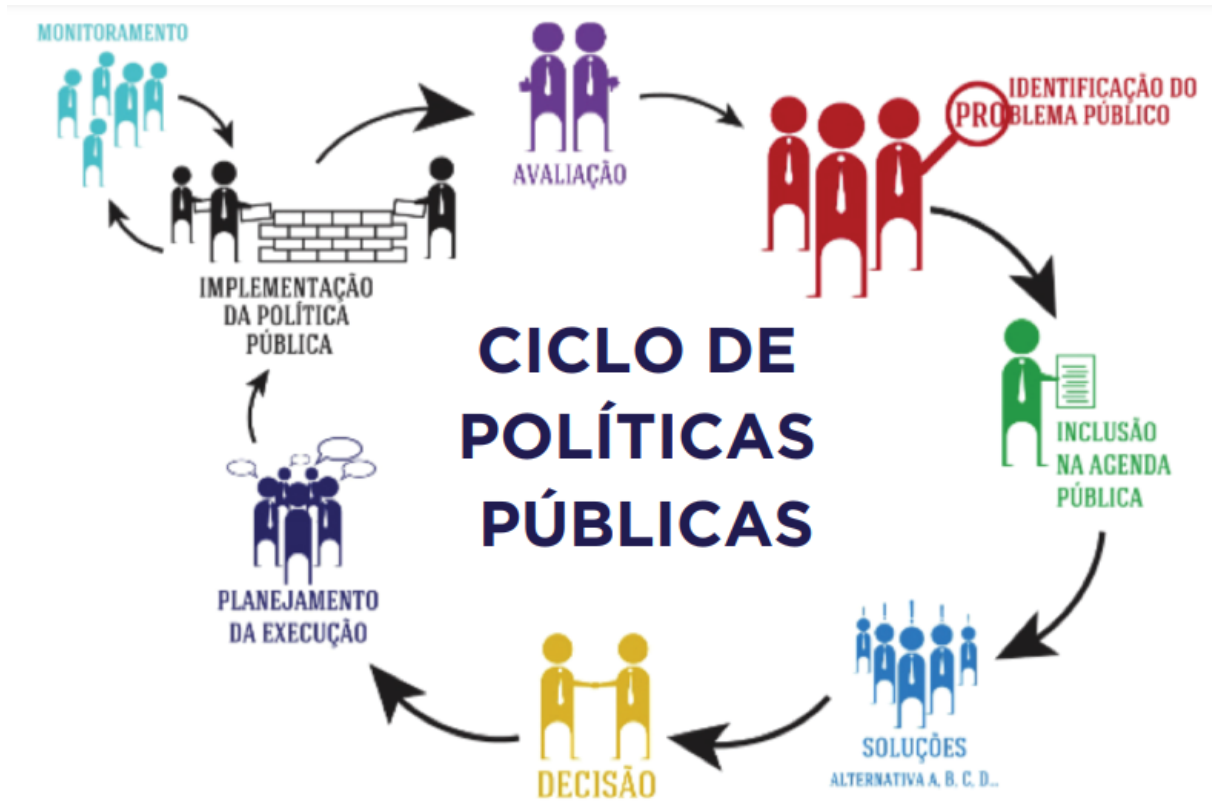 MONITORAMENTO
AVALIAÇÃO
IDENTIFICAÇÃO DO
PROBLEMA PÚBLICO
IMPLEMENTAÇÃO
DA POLÍTICA
PÚBLICA
CICLO DE
POLÍTICAS
PÚBLICAS
INCLUSÃO
NA AGENDA
PÚBLICA
PLANEJAMENTO
DA EXECUÇÃO
DECISÃO
SOLUÇÕES
ALTERNATIVA A, B, C, D...